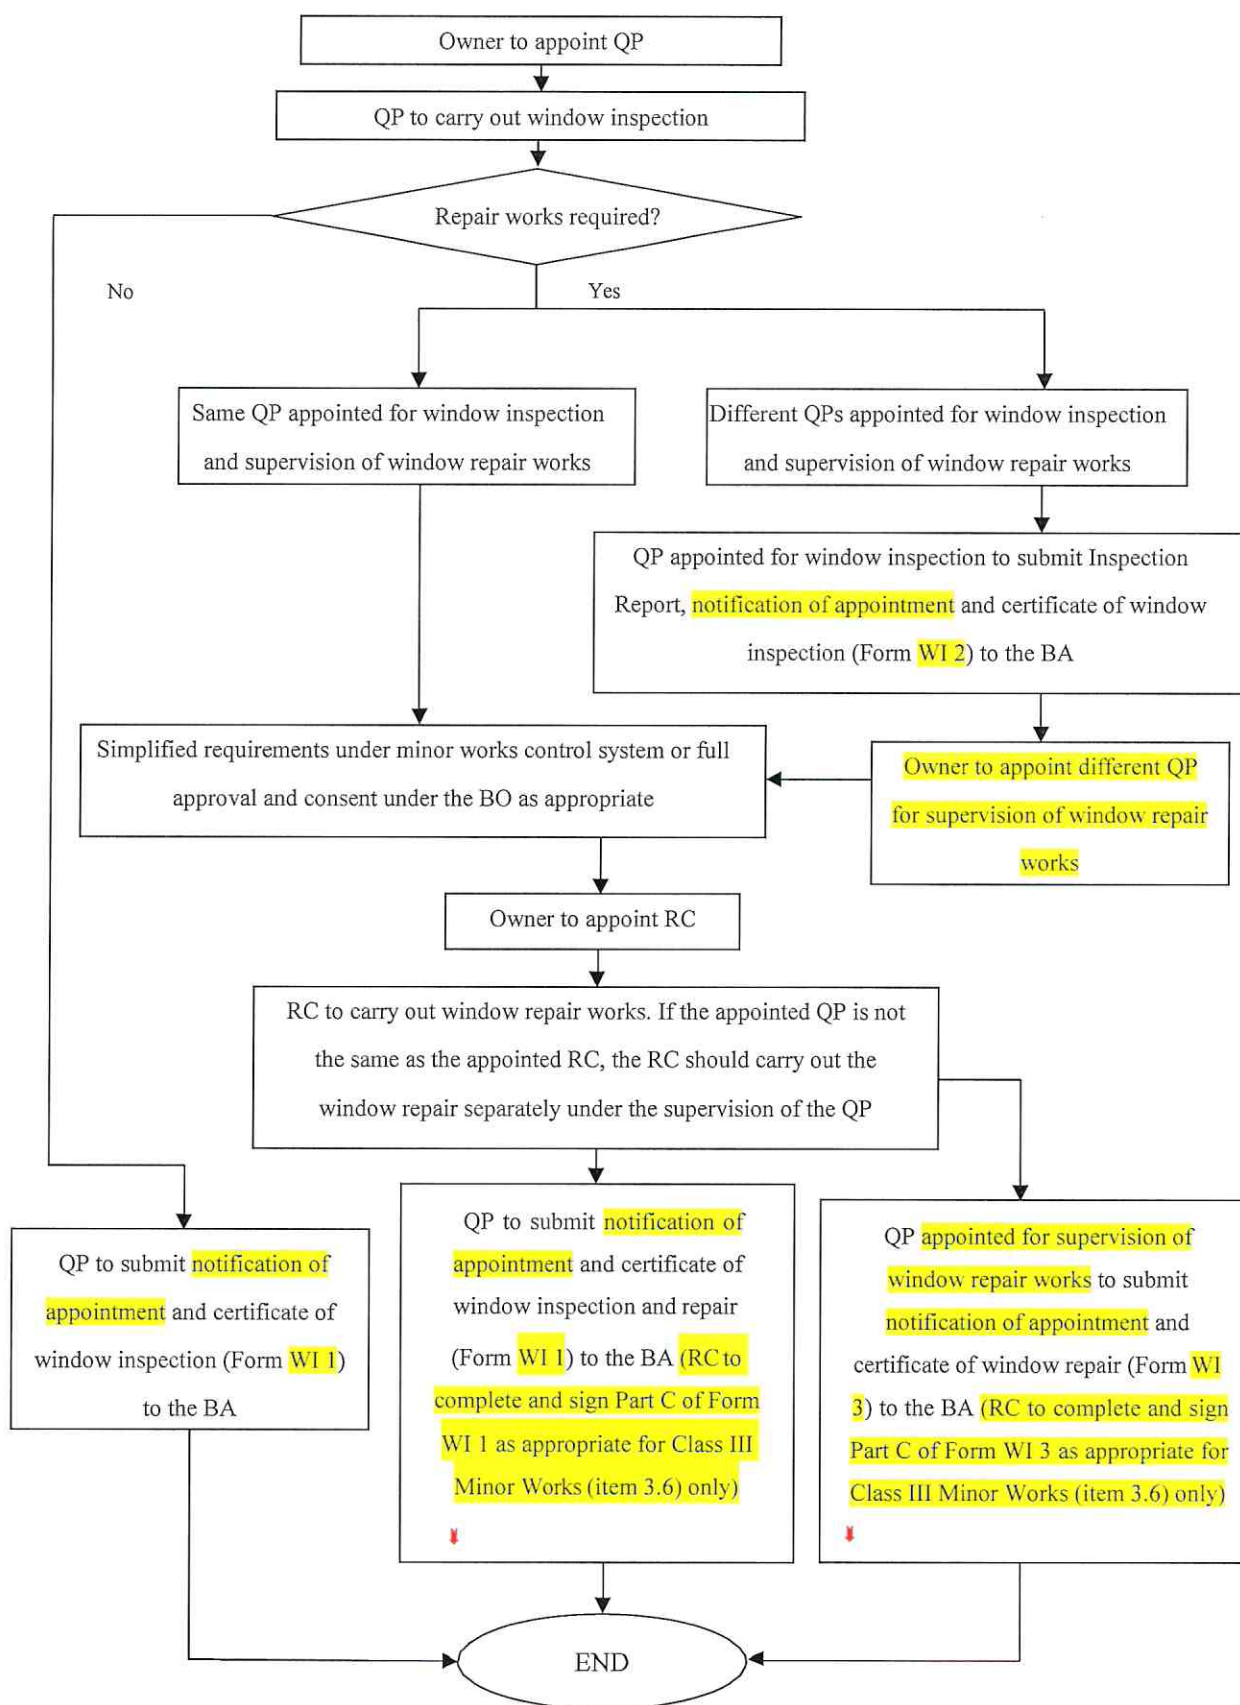 Owner to appoint QP
QP to carry out window inspection
Repair works required?
No
Yes
Same QP appointed for window inspection
and supervision of window repair works
Different QPs appointed for window inspection
and supervision of window repair works
QP appointed for window inspection to submit Inspection
Report, notification of appointment and certificate of window
inspection (Form WI 2) to the BA
Simplified requirements under minor works control system or full
approval and consent under the BO as appropriate
Owner to appoint different QP
for supervision of window repair
works
Owner to appoint RC
RC to carry out window repair works. If the appointed QP is not
the same as the appointed RC, the RC should carry out the
window repair separately under the supervision of the QP
QP to submit notification of
appointment and certificate of
window inspection (Form WI 1)
to the BA
QP to submit notification of
appointment and certificate of
window inspection and repair
(Form WI 1) to the BA (RC to
complete and sign Part C of Form
WI 1 as appropriate for Class III
Minor Works (item 3.6) only)
QP appointed for supervision of
window repair works to submit
notification of appointment and
certificate of window repair (Form WI
3) to the BA (RC to complete and sign
Part C of Form WI 3 as appropriate for
Class III Minor Works (item 3.6) only)
END